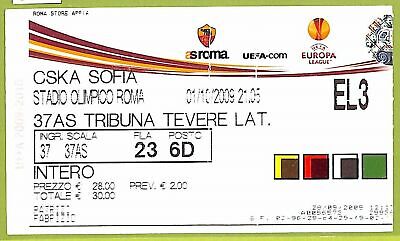 ROMA STORE APPIA
asroma
UEFA.com
UEFA
EUROPA
LEAGUE
CSKA SOFIA
STADIO OLIMPICO ROMA 01/10/2009 21.05
EL3
37AS TRIBUNA TEVERE LAT.
INGR. SCALA FILA POSTO
37 37AS 23 6D
INTERO
PREZZO € 28.00 PREV. € 2.00
TOTALE € 30.00